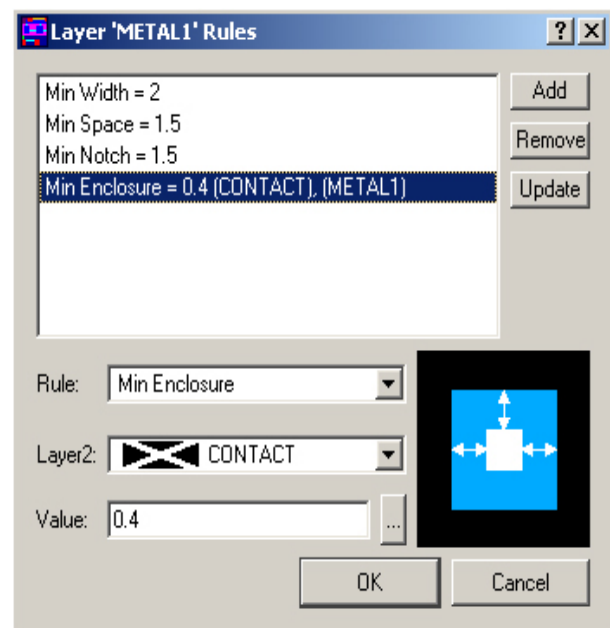 Layer 'METAL1' Rules
Min Width = 2
Min Space = 1.5
Min Notch = 1.5
Min Enclosure = 0.4 (CONTACT), (METAL1)
Add
Remove
Update
Rule: Min Enclosure
Layer2: CONTACT
Value: 0.4 ...
OK Cancel